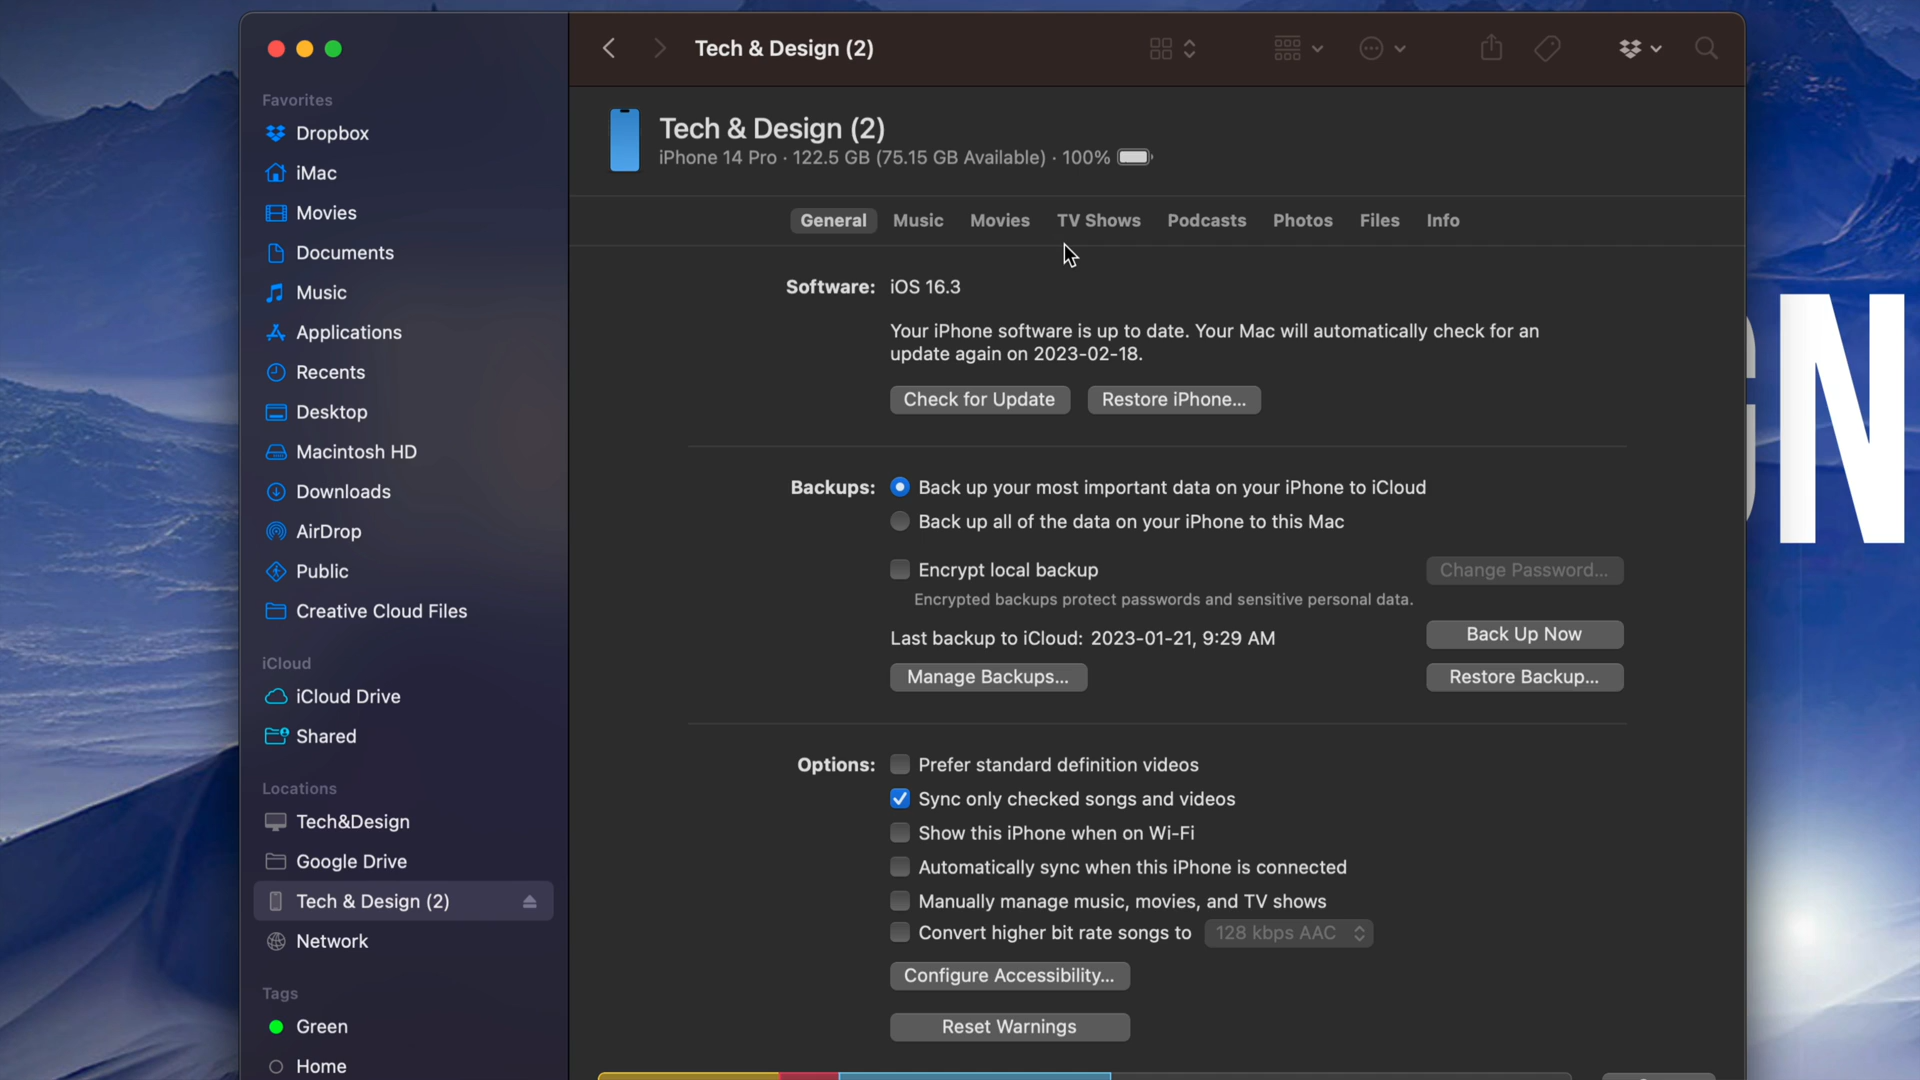 Tech & Design (2)
Favorites
Dropbox
iMac
Movies
Documents
Music
Applications
Recents
Desktop
Macintosh HD
Downloads
AirDrop
Public
Creative Cloud Files
iCloud
iCloud Drive
Shared
Locations
Tech&Design
Google Drive
Tech & Design (2)
Network
Tags
Green
Home
Tech & Design (2)
iPhone 14 Pro · 122.5 GB (75.15 GB Available) · 100%
General Music Movies TV Shows Podcasts Photos Files Info
Software: iOS 16.3
Your iPhone software is up to date. Your Mac will automatically check for an
update again on 2023-02-18.
Check for Update Restore iPhone...
Backups: Back up your most important data on your iPhone to iCloud
Back up all of the data on your iPhone to this Mac
Encrypt local backup Change Password...
Encrypted backups protect passwords and sensitive personal data.
Last backup to iCloud: 2023-01-21, 9:29 AM Back Up Now
Manage Backups... Restore Backup...
Options: Prefer standard definition videos
Sync only checked songs and videos
Show this iPhone when on Wi-Fi
Automatically sync when this iPhone is connected
Manually manage music, movies, and TV shows
Convert higher bit rate songs to 128 kbps AAC
Configure Accessibility...
Reset Warnings
GN